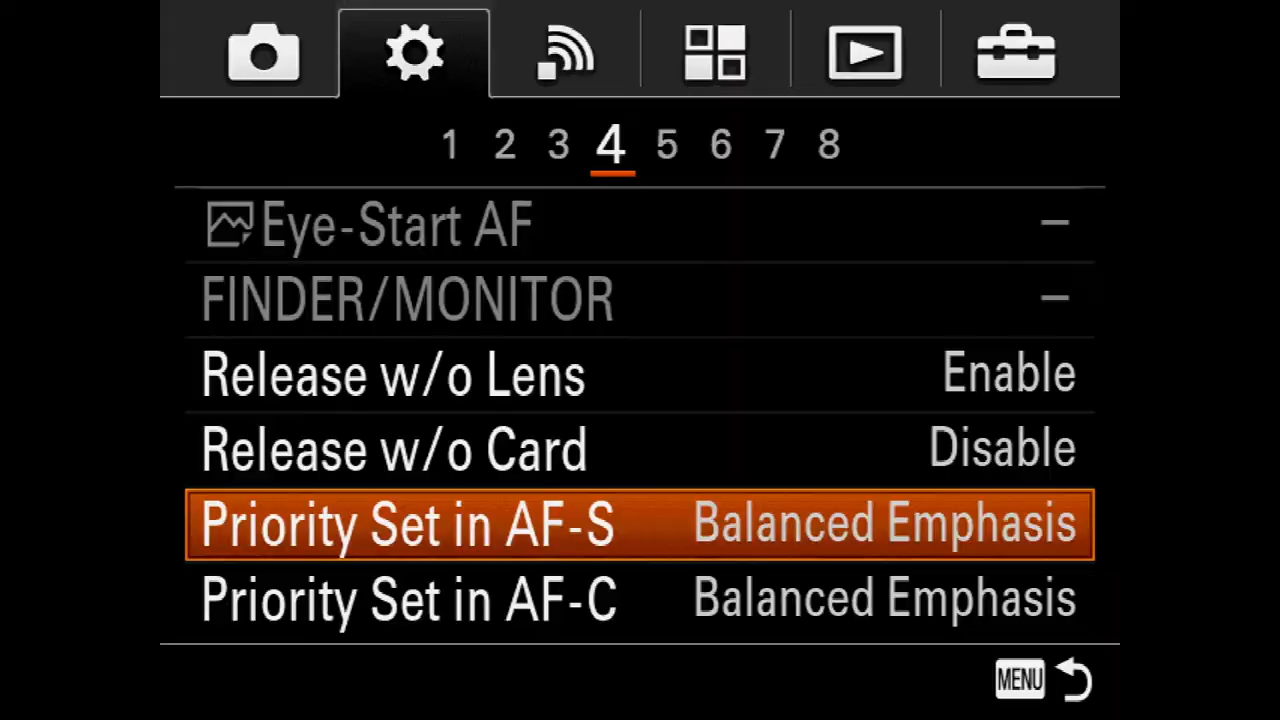 1 2 3 4 5 6 7 8
Eye-Start AF –
FINDER/MONITOR –
Release w/o Lens Enable
Release w/o Card Disable
Priority Set in AF-S Balanced Emphasis
Priority Set in AF-C Balanced Emphasis
MENU